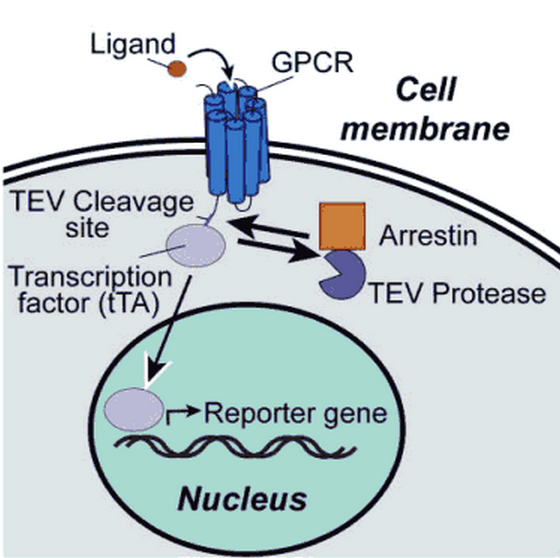 Ligand
GPCR
Cell
membrane
TEV Cleavage
site
Arrestin
Transcription
factor (tTA)
TEV Protease
Reporter gene
Nucleus